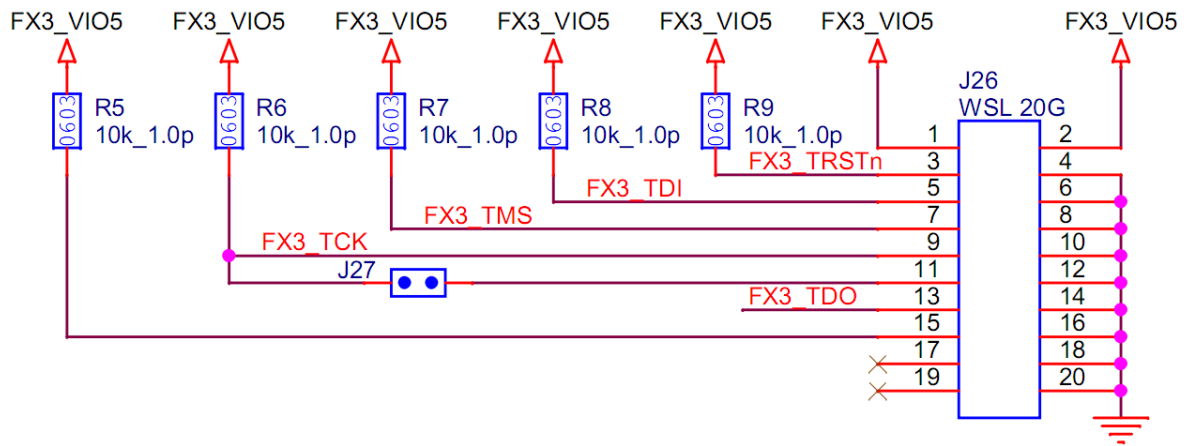 FX3_VIO5 FX3_VIO5 FX3_VIO5 FX3_VIO5 FX3_VIO5 FX3_VIO5 FX3_VIO5
J26
WSL 20G
0603 R5 0603 R6 0603 R7 0603 R8 0603 R9
10k_1.0p 10k_1.0p 10k_1.0p 10k_1.0p 10k_1.0p
1 2
FX3_TRSTn 3 4
FX3_TDI 5 6
FX3_TMS 7 8
FX3_TCK 9 10
J27 11 12
FX3_TDO 13 14
15 16
17 18
19 20